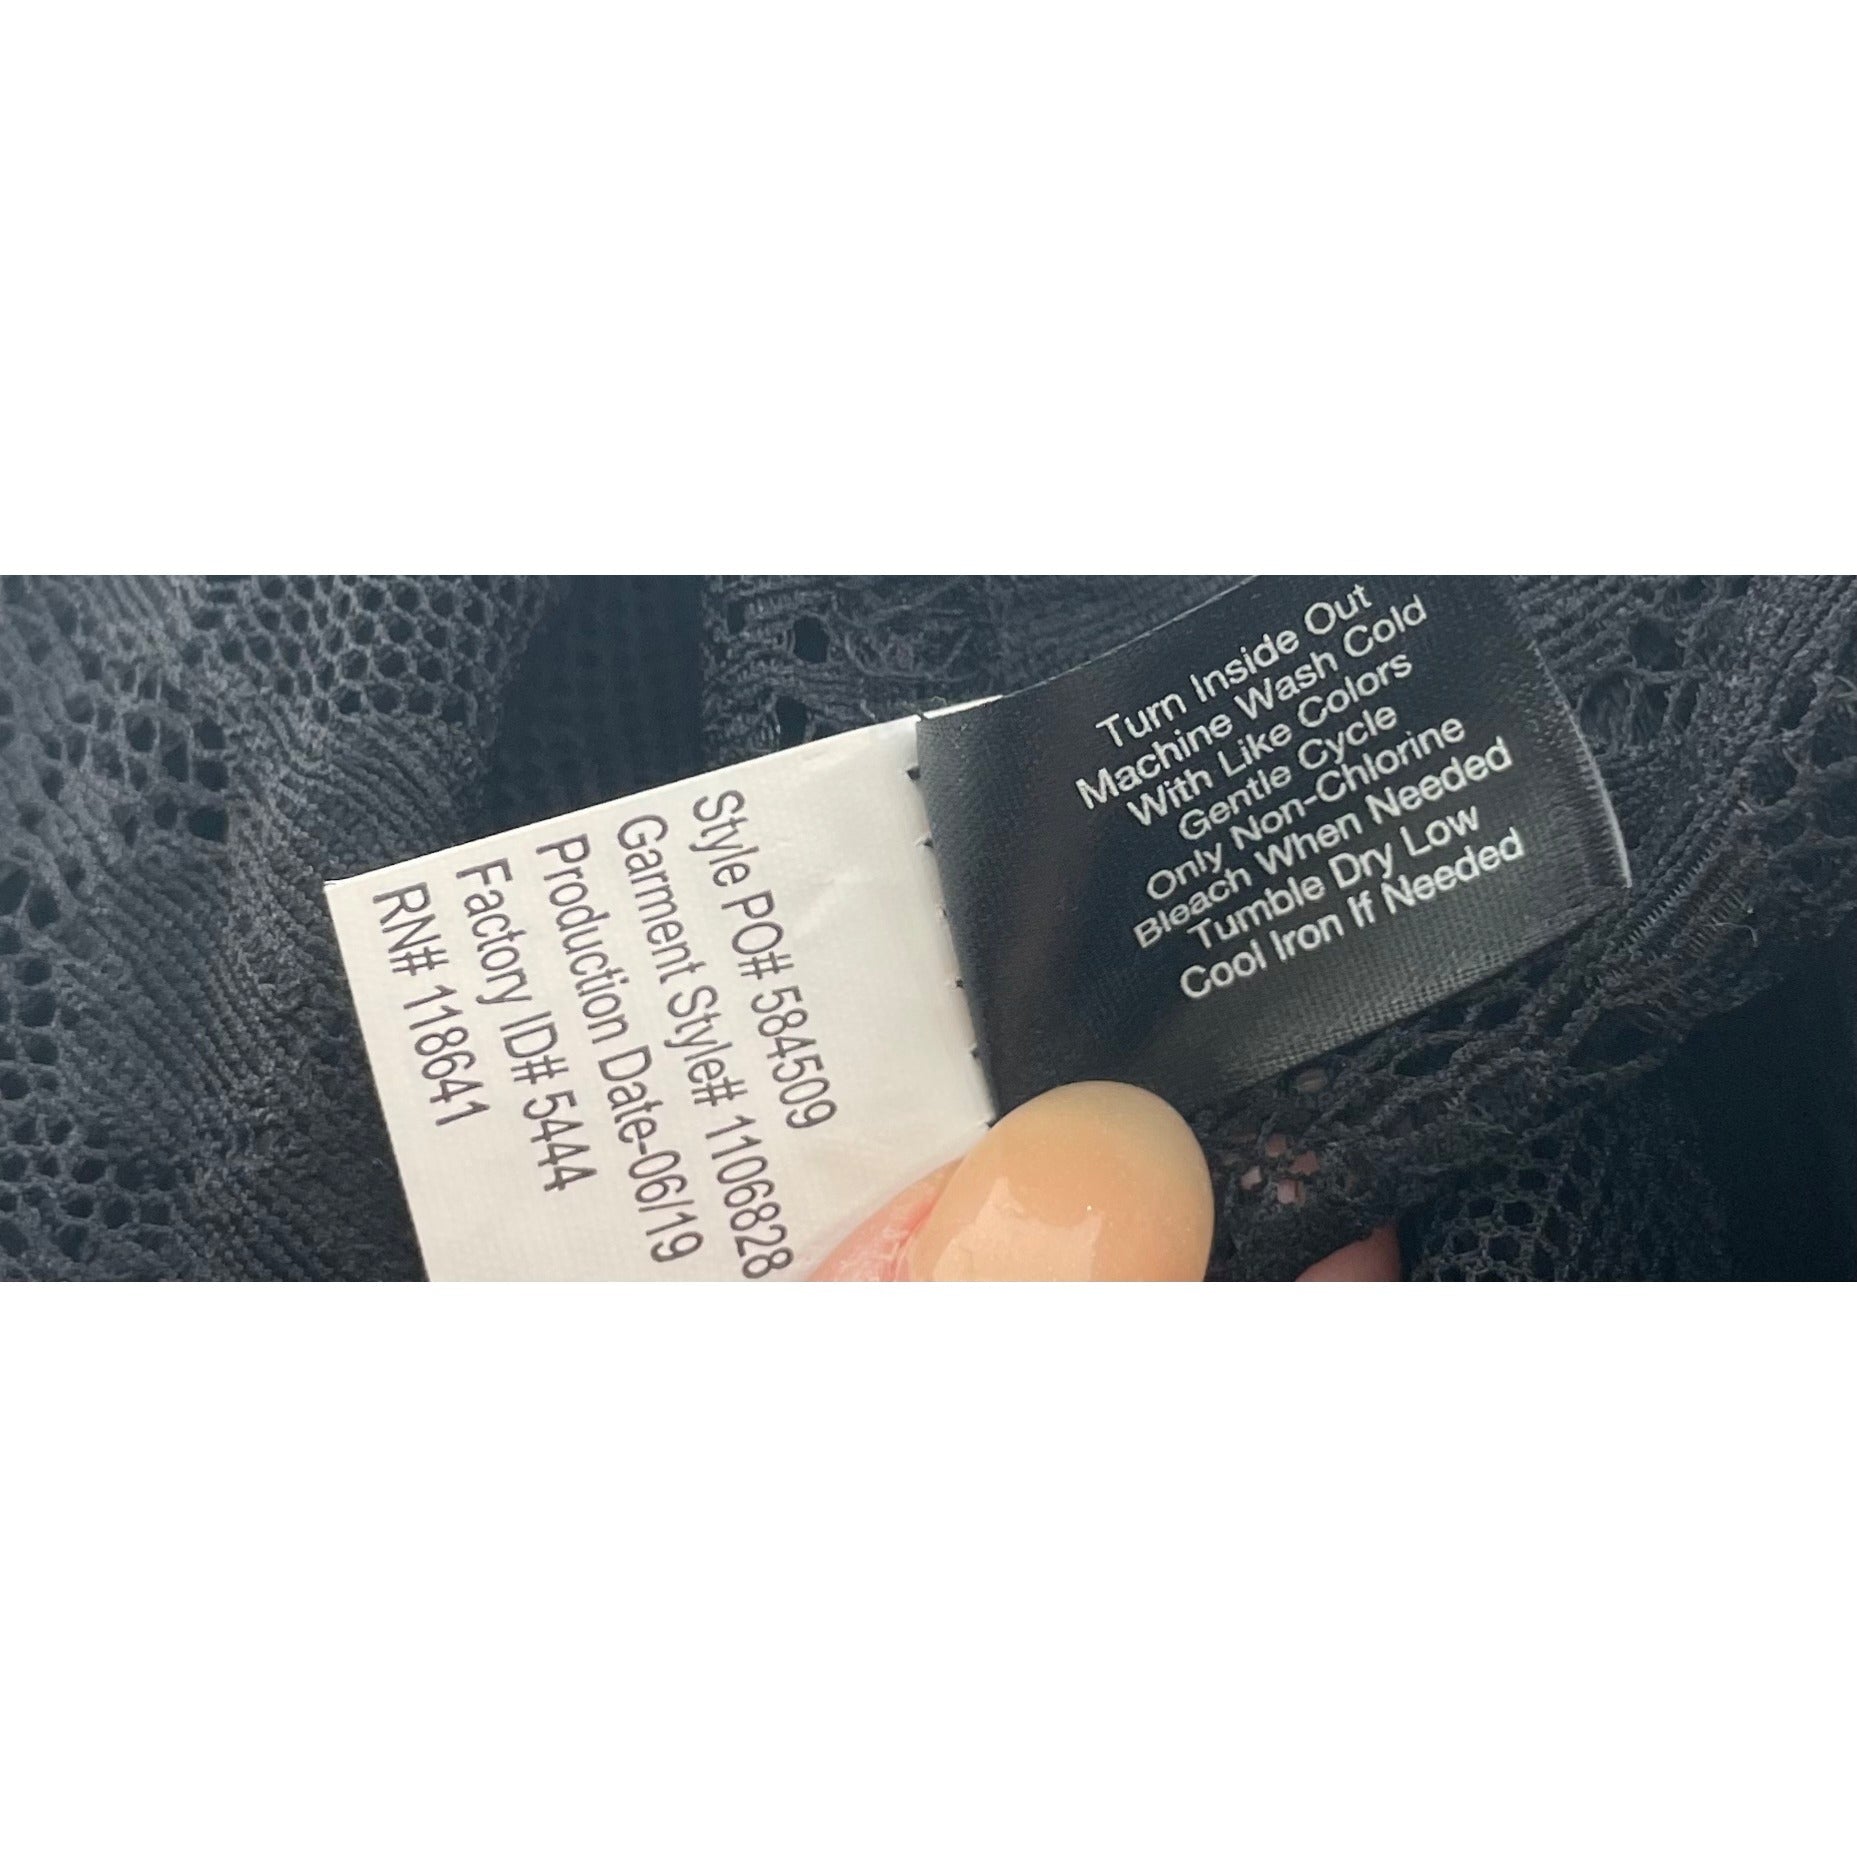 Style PO# 584509
Garment Style# 1106828
Production Date-06/19
Factory ID# 5444
RN# 118641
Turn Inside Out
Machine Wash Cold
With Like Colors
Gentle Cycle
Only Non-Chlorine
Bleach When Needed
Tumble Dry Low
Cool Iron If Needed